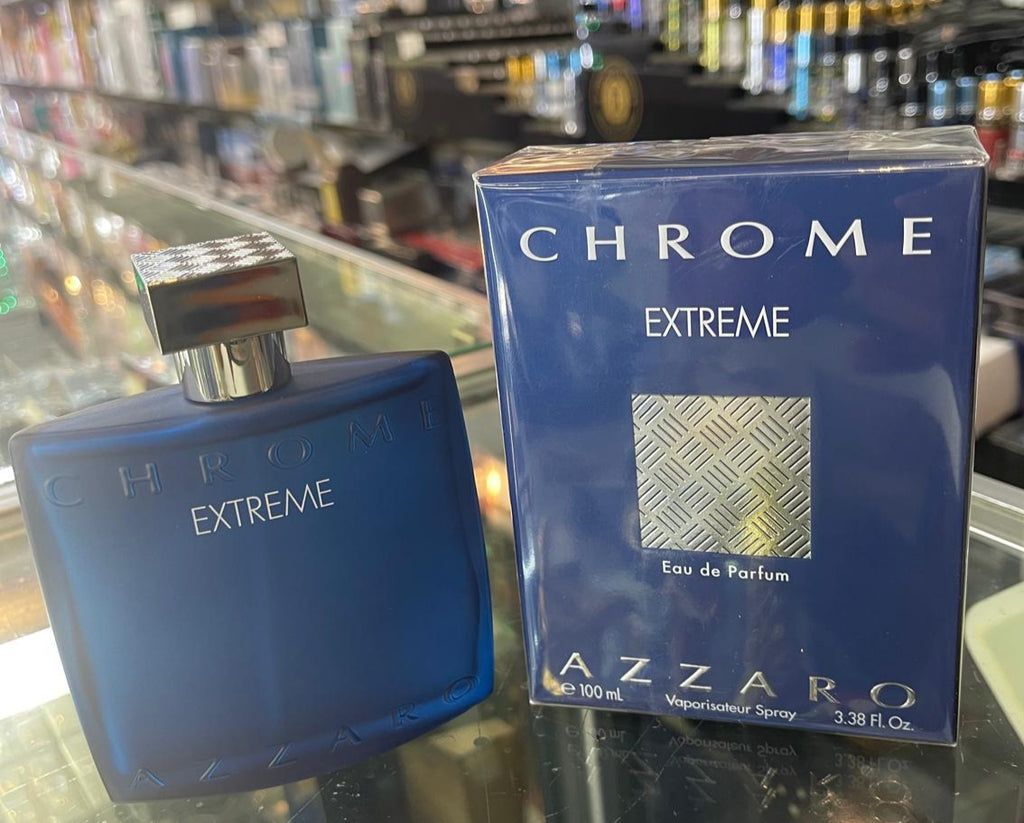 CHROME
EXTREME
AZZARO
CHROME
EXTREME
Eau de Parfum
AZZARO
e 100 mL
Vaporisateur Spray
3.38 Fl. Oz.